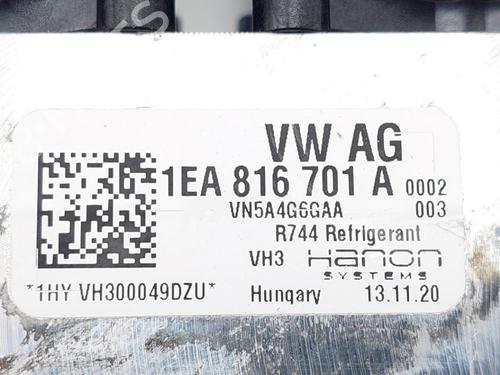 VW AG
1EA 816 701 A 0002
VN5A4G6GAA 003
R744 Refrigerant
VH3 Hanon
SYSTEMS
*1HY VH300049DZU* Hungary 13.11.20